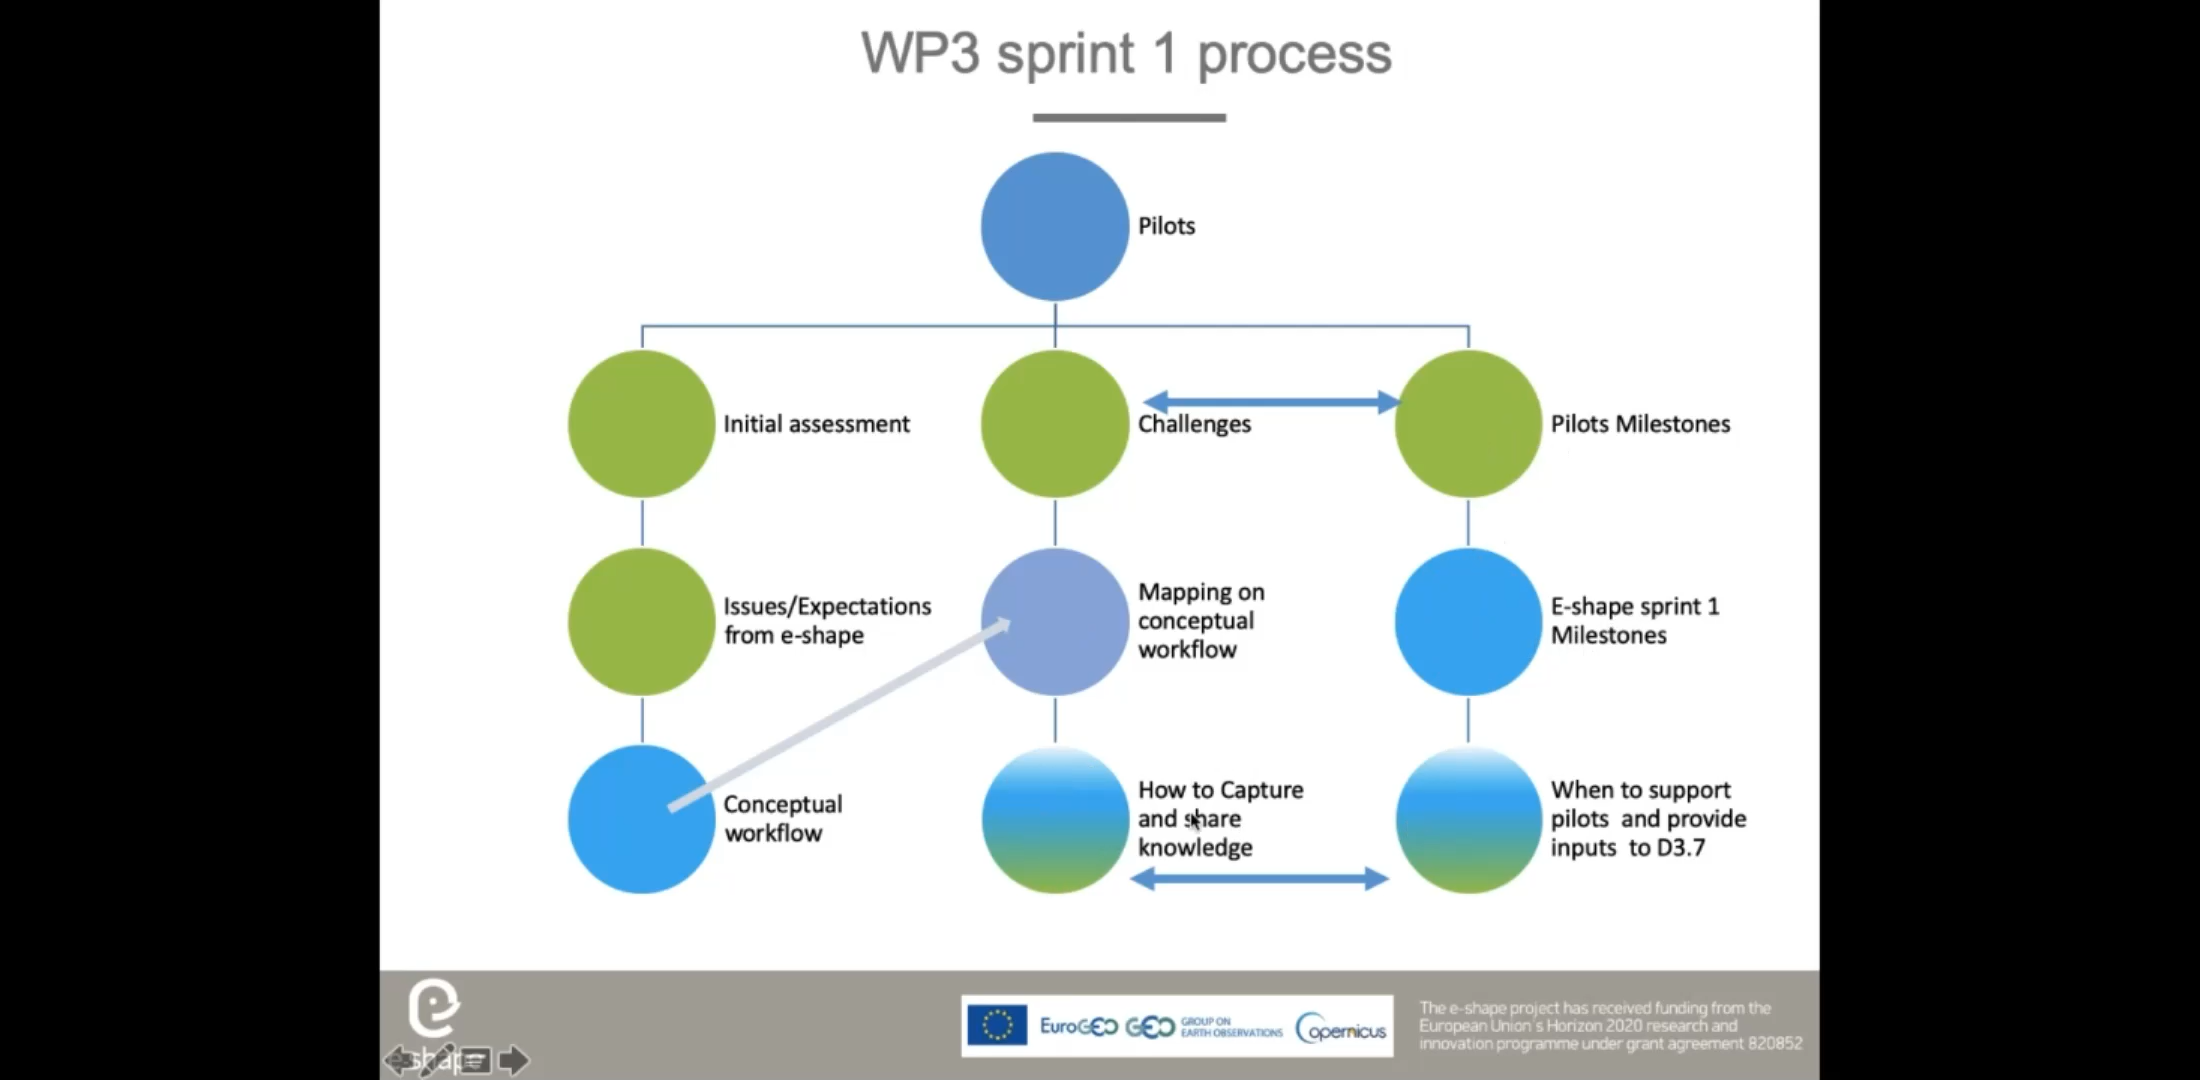 WP3 sprint 1 process
Pilots
Initial assessment
Challenges
Pilots Milestones
Issues/Expectations
from e-shape
Mapping on
conceptual
workflow
E-shape sprint 1
Milestones
Conceptual
workflow
How to Capture
and share
knowledge
When to support
pilots and provide
inputs to D3.7
e
shape
EuroGEO
GEO
GROUP ON
EARTH OBSERVATIONS
Copernicus
The e-shape project has received funding from the
European Union's Horizon 2020 research and
innovation programme under grant agreement 820852